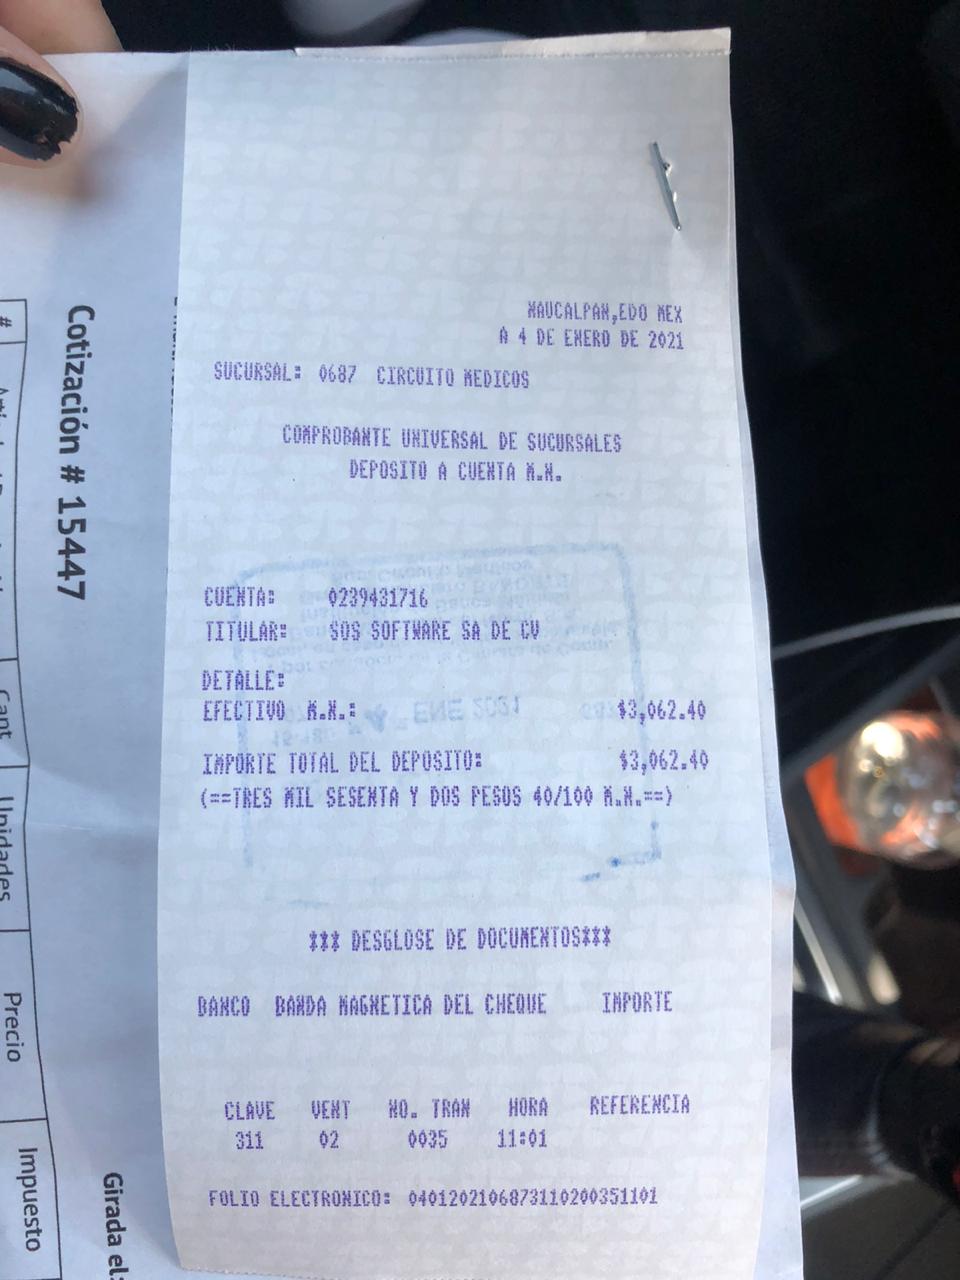 NAUCALPAN,EDO MEX
A 4 DE ENERO DE 2021
SUCURSAL: 0687 CIRCUITO MEDICOS
COMPROBANTE UNIVERSAL DE SUCURSALES
DEPOSITO A CUENTA M.N.
CUENTA: 0239431716
TITULAR: SOS SOFTWARE SA DE CV
DETALLE:
EFECTIVO M.N.: $3,062.40
ENE 2021
IMPORTE TOTAL DEL DEPOSITO: $3,062.40
(==TRES MIL SESENTA Y DOS PESOS 40/100 M.N.==)
*** DESGLOSE DE DOCUMENTOS***
BANCO BANDA MAGNETICA DEL CHEQUE IMPORTE
CLAVE VENT NO. TRAN HORA REFERENCIA
311 02 0035 11:01
FOLIO ELECTRONICO: 0401202106873110200351101
Cotización # 15447
Girada el:
#
Cant
Unidades
Precio
Impuesto